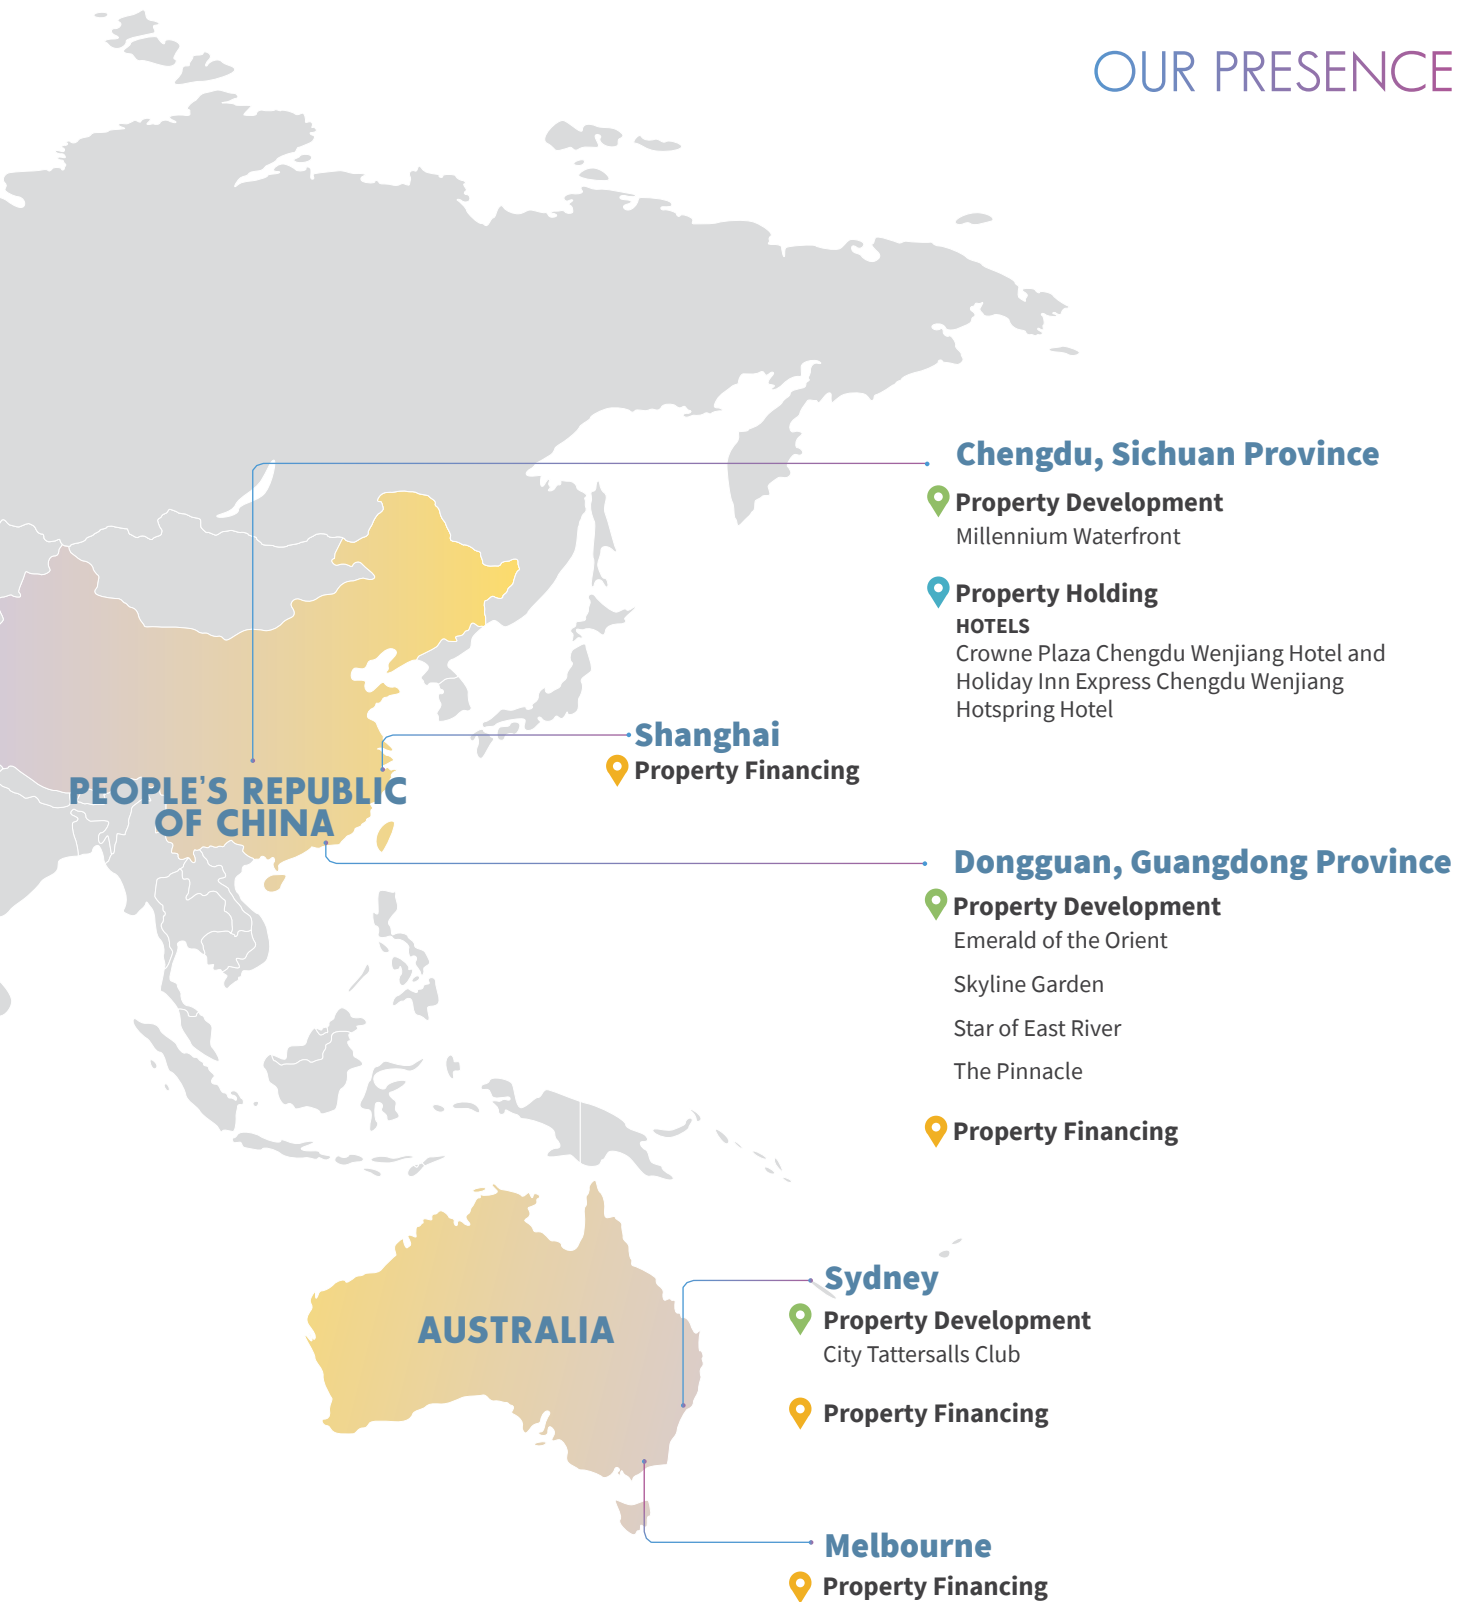 OUR PRESENCE
Chengdu, Sichuan Province
Property Development
Millennium Waterfront
Property Holding
HOTELS
Crowne Plaza Chengdu Wenjiang Hotel and
Holiday Inn Express Chengdu Wenjiang
Hotspring Hotel
Shanghai
Property Financing
PEOPLE'S REPUBLIC
OF CHINA
Dongguan, Guangdong Province
Property Development
Emerald of the Orient
Skyline Garden
Star of East River
The Pinnacle
Property Financing
AUSTRALIA
Sydney
Property Development
City Tattersalls Club
Property Financing
Melbourne
Property Financing